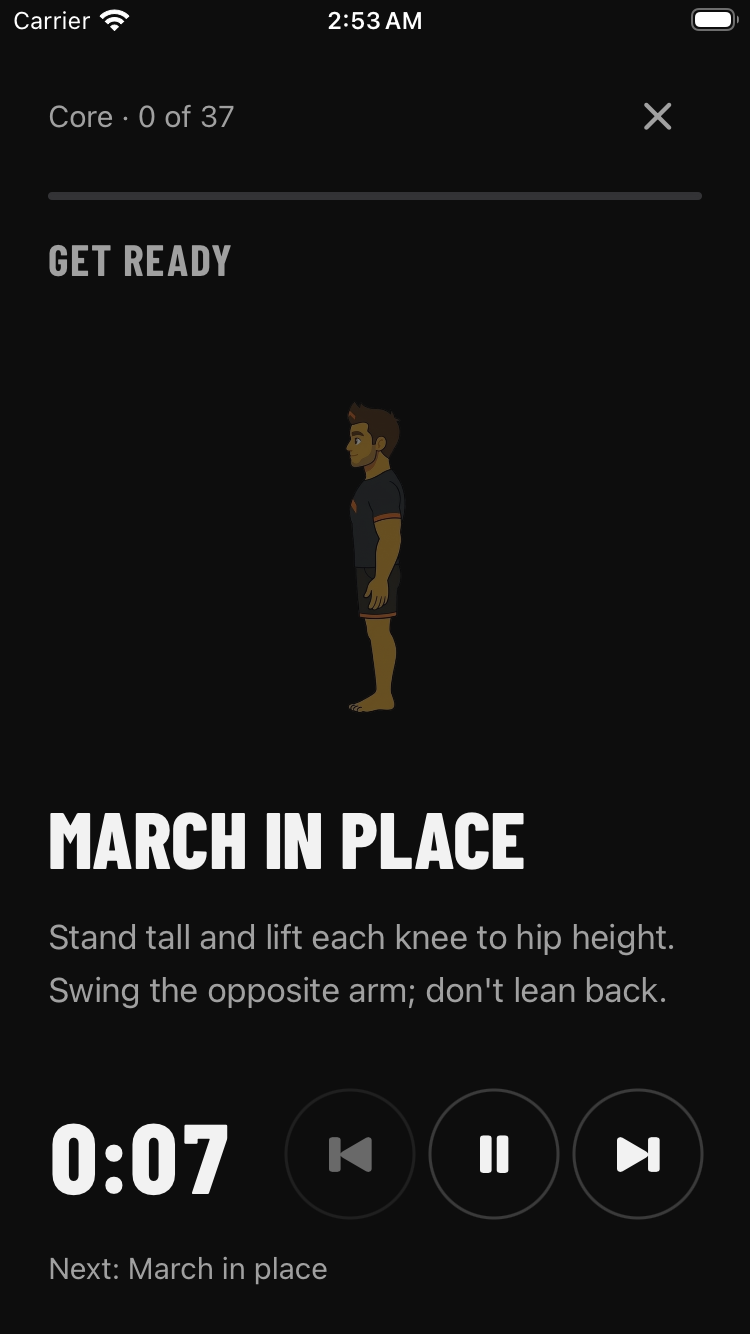 Carrier
2:53 AM
Core · 0 of 37
GET READY
MARCH IN PLACE
Stand tall and lift each knee to hip height.
Swing the opposite arm; don't lean back.
0:07
Next: March in place